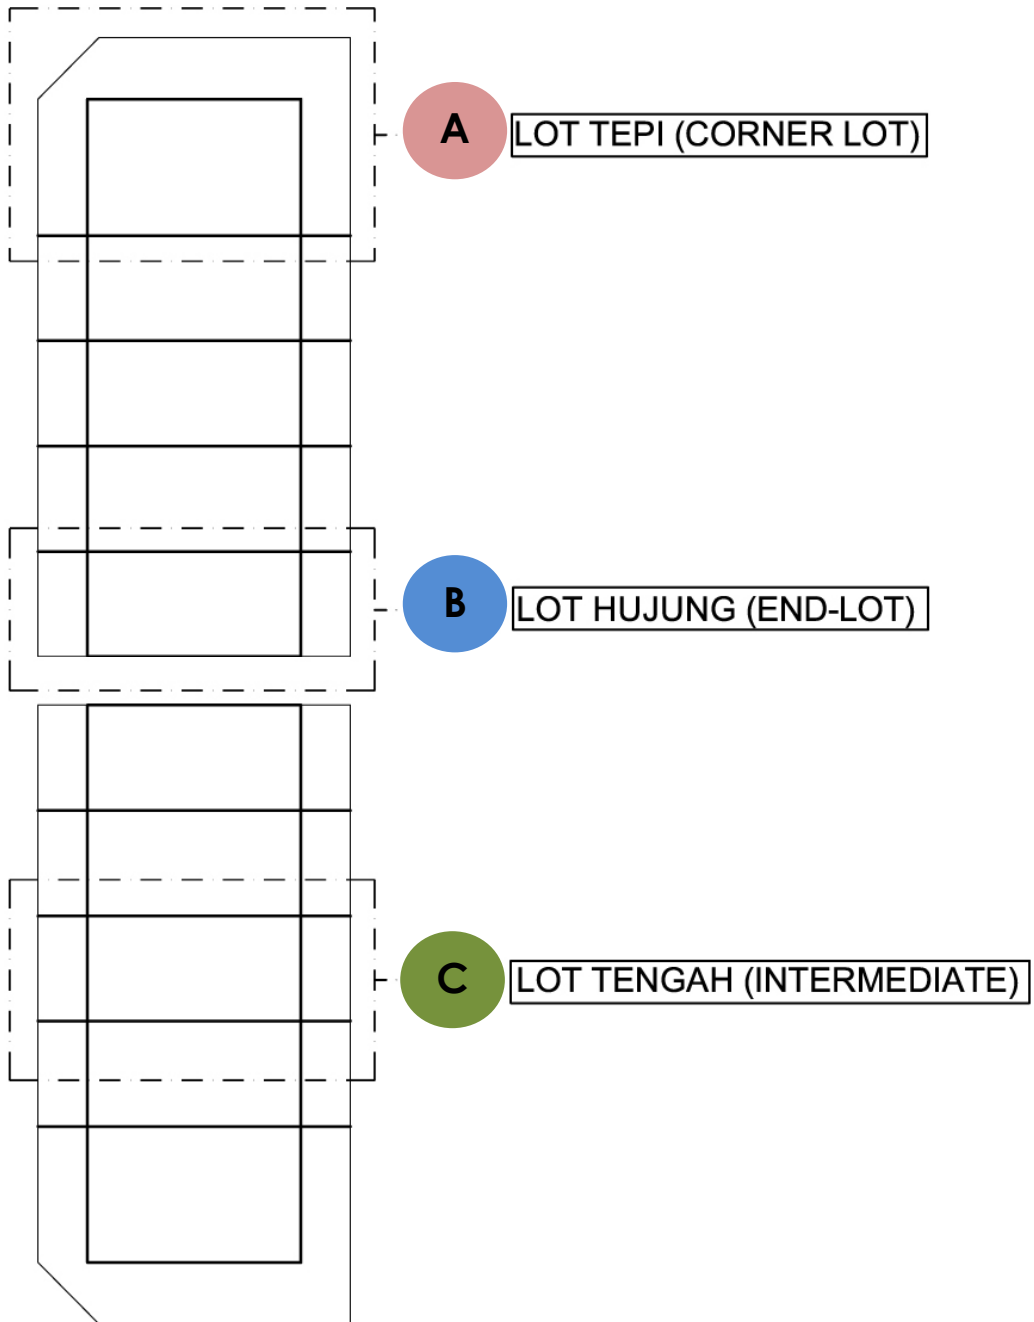 A
LOT TEPI (CORNER LOT)
B
LOT HUJUNG (END-LOT)
C
LOT TENGAH (INTERMEDIATE)